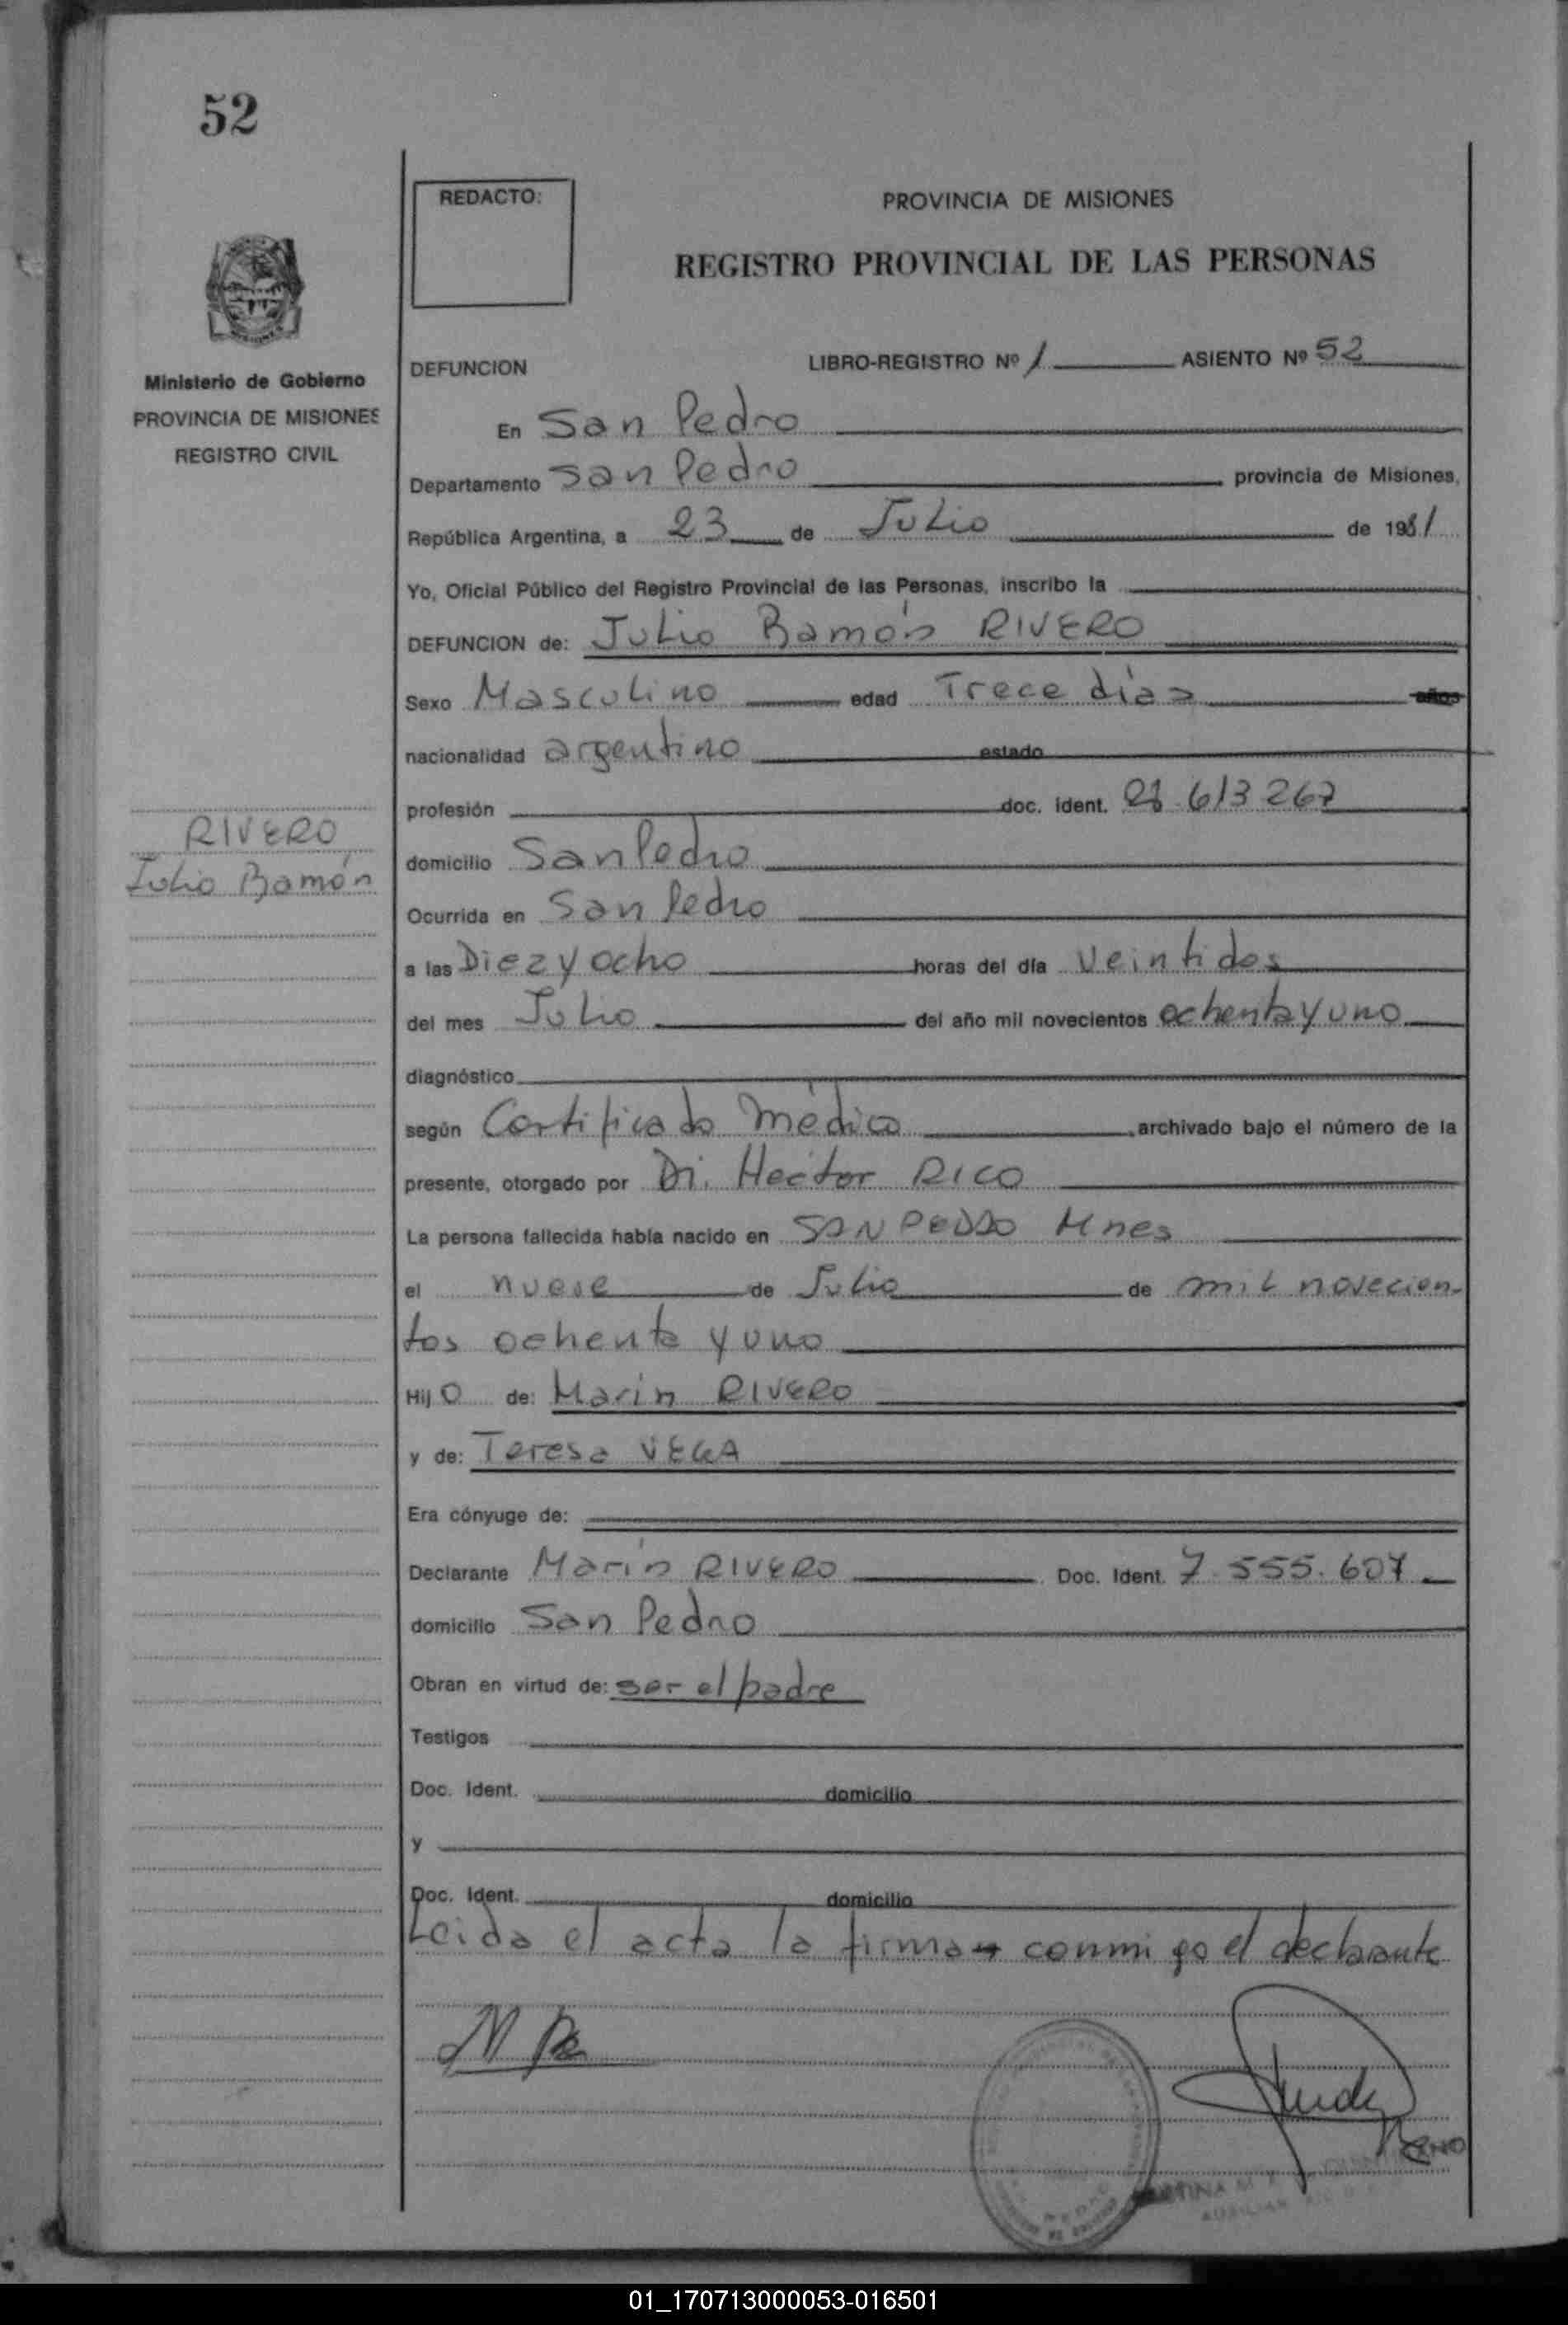 52
REDACTO:
PROVINCIA DE MISIONES
REGISTRO PROVINCIAL DE LAS PERSONAS
Ministerio de Gobierno
PROVINCIA DE MISIONES
REGISTRO CIVIL
DEFUNCION LIBRO-REGISTRO Nº 1 ASIENTO Nº 52
En San Pedro
Departamento San Pedro provincia de Misiones,
República Argentina, a 23 de Julio de 1981
Yo, Oficial Público del Registro Provincial de las Personas, inscribo la
DEFUNCION de: Julio Ramón RIVERO
Sexo Masculino edad Trece días años
nacionalidad argentino estado
profesión doc. ident. 28.613.267
RIVERO
Julio Ramón
domicilio San Pedro
Ocurrida en San Pedro
a las Diez y ocho horas del día veintidos
del mes Julio del año mil novecientos ochenta y uno
diagnóstico
según Certificado médico archivado bajo el número de la
presente, otorgado por Dr. Hector RICO
La persona fallecida había nacido en SAN PEDRO Mnes
el nueve de Julio de mil novecien-
tos ochenta y uno
Hijo de: Marin RIVERO
y de: Teresa VEGA
Era cónyuge de:
Declarante Marin RIVERO Doc. Ident. 7.555.607
domicilio San Pedro
Obran en virtud de: ser el padre
Testigos
Doc. Ident. domicilio
y
Doc. Ident. domicilio
Leida el acta la firma conmigo el declarante
01_170713000053-016501